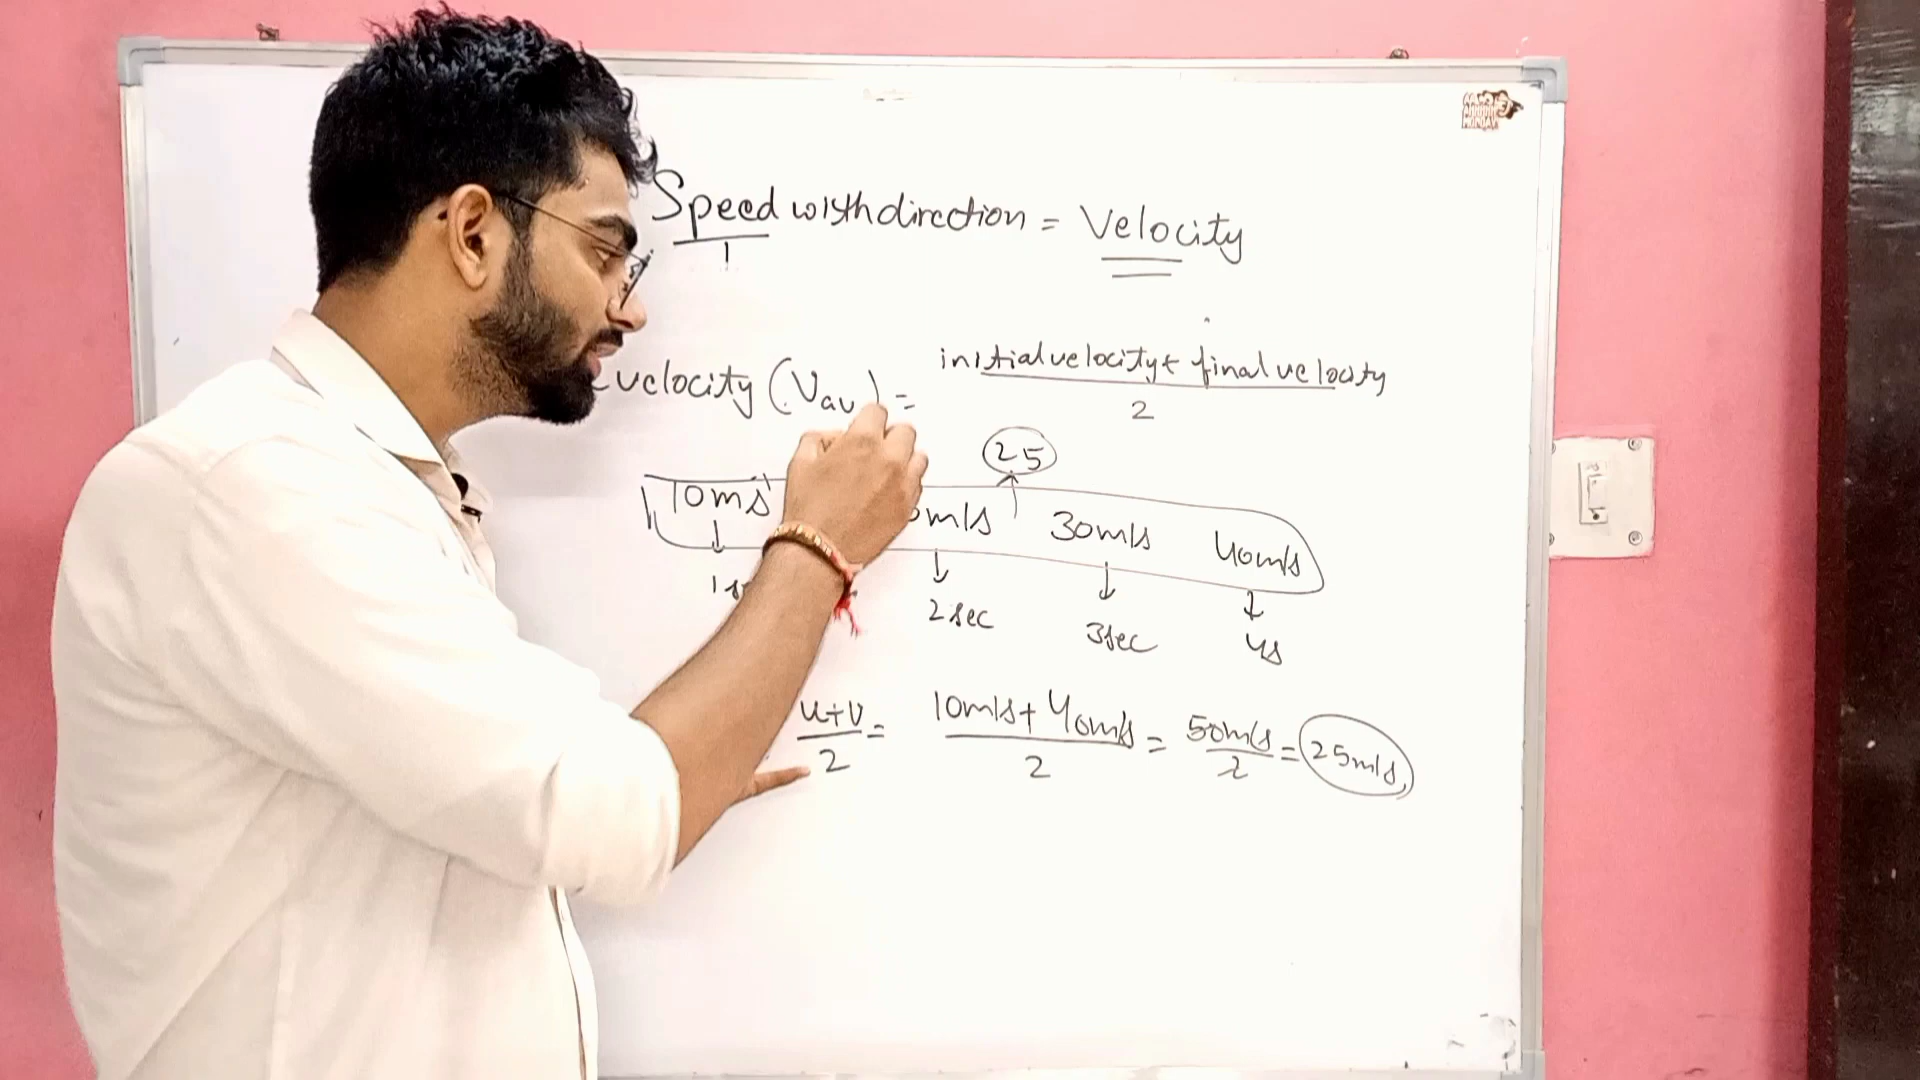 Speed with direction = Velocity
velocity (Vav) = initial velocity + final velocity / 2
25
10m/s m/s 30m/s 40m/s
1 2sec 3sec 4s
u+v / 2 = 10m/s + 40m/s / 2 = 50m/s / 2 = 25m/s